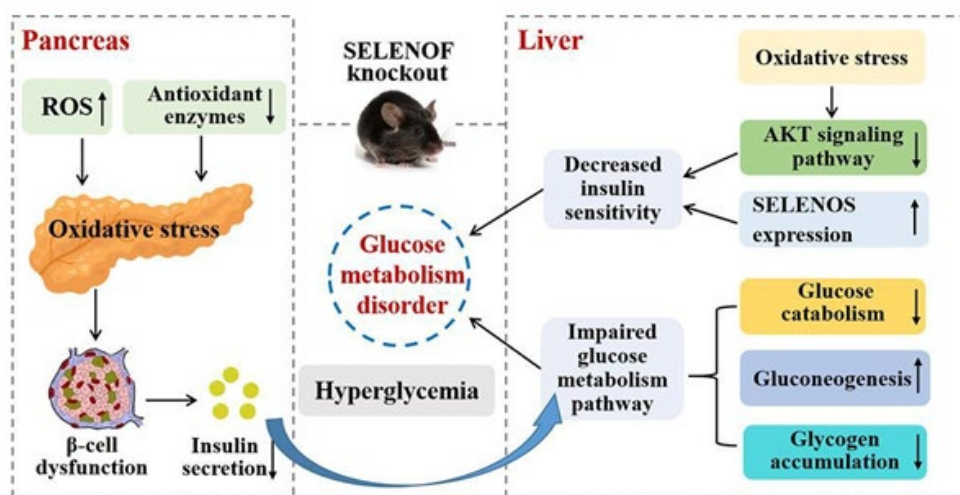 Pancreas
ROS
Antioxidant
enzymes
Oxidative stress
β-cell
dysfunction
Insulin
secretion
SELENOF
knockout
Glucose
metabolism
disorder
Hyperglycemia
Liver
Oxidative stress
AKT signaling
pathway
SELENOS
expression
Decreased
insulin
sensitivity
Impaired
glucose
metabolism
pathway
Glucose
catabolism
Gluconeogenesis
Glycogen
accumulation